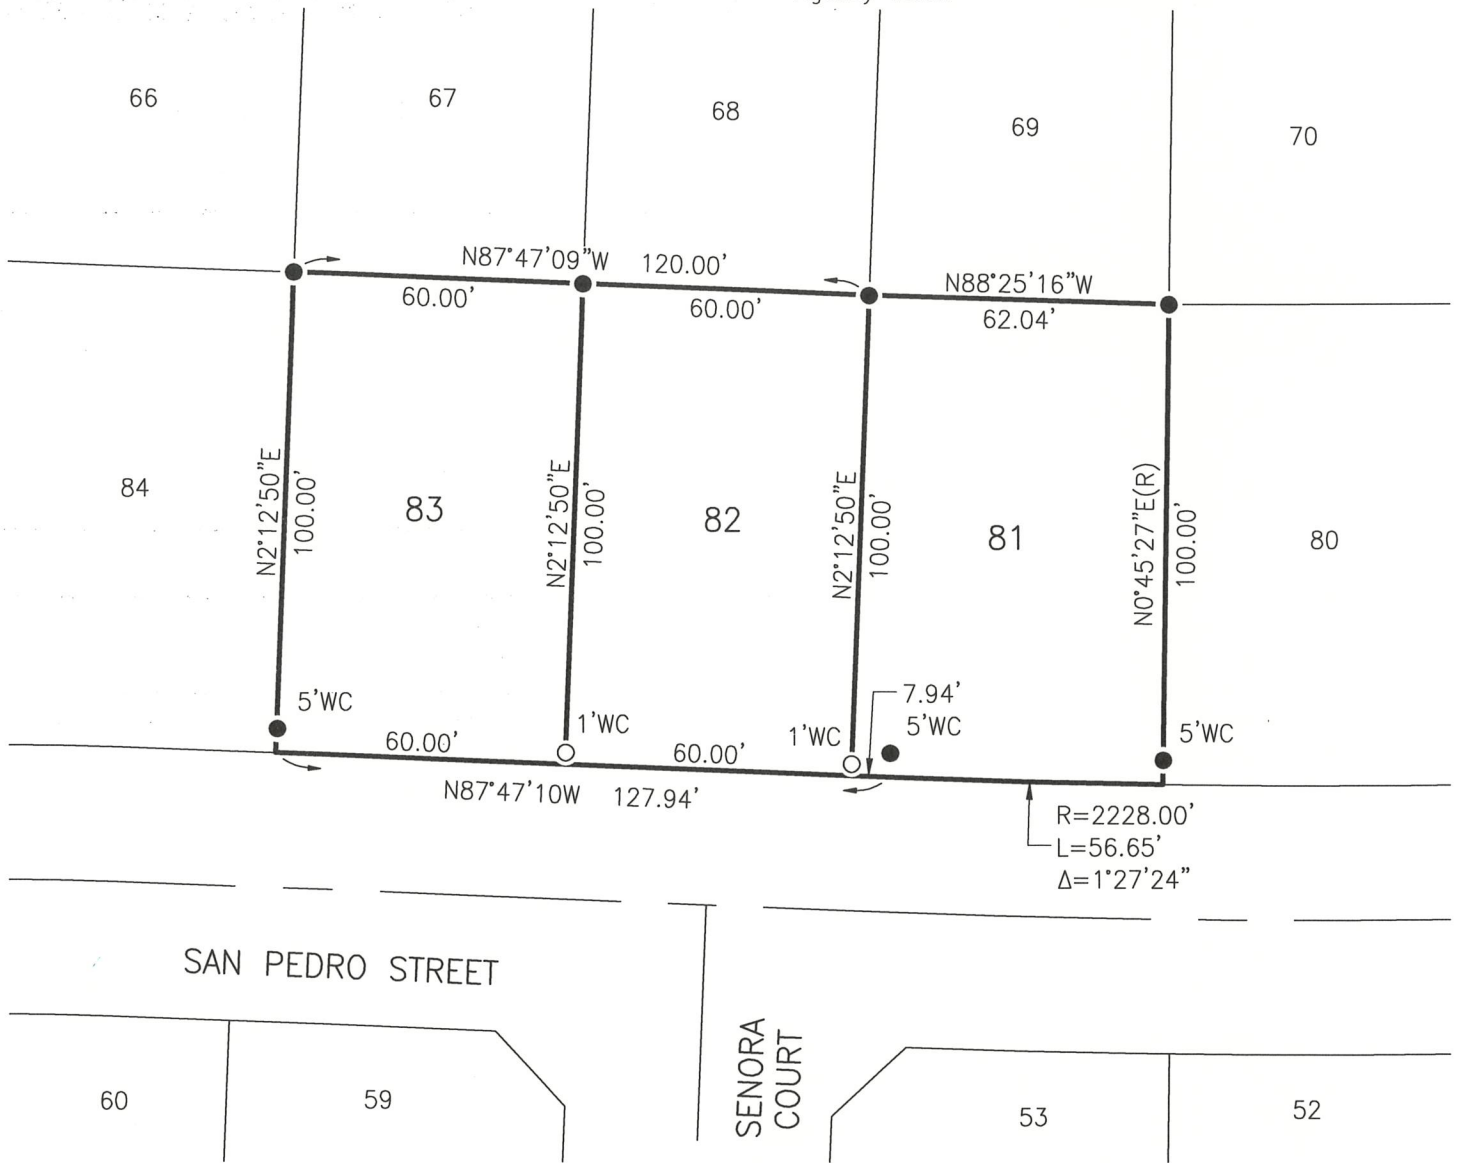 66
67
68
69
70
N87°47'09"W 120.00'
60.00'
60.00'
N88°25'16"W
62.04'
84
N2°12'50"E
100.00'
83
N2°12'50"E
100.00'
82
N2°12'50"E
100.00'
81
N0°45'27"E(R)
100.00'
80
5'WC
60.00'
1'WC
60.00'
1'WC
7.94'
5'WC
5'WC
N87°47'10W 127.94'
R=2228.00'
L=56.65'
Δ=1°27'24"
SAN PEDRO STREET
SENORA
COURT
60
59
53
52